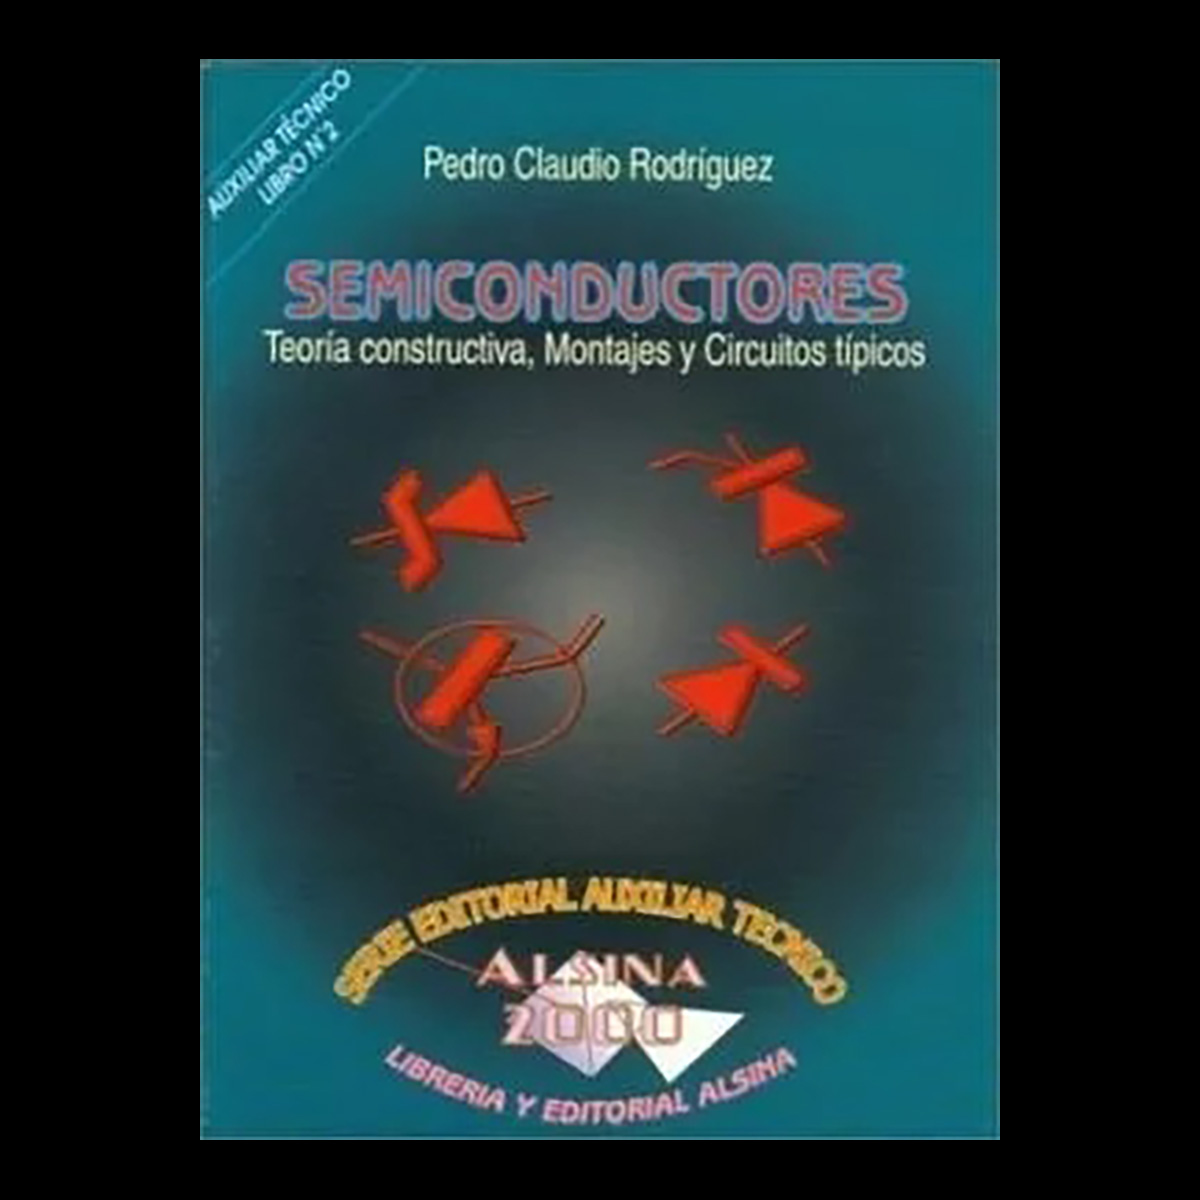 AUXILIAR TÉCNICO
LIBRO N°2
Pedro Claudio Rodríguez
SEMICONDUCTORES
Teoría constructiva, Montajes y Circuitos típicos
SERIE EDITORIAL AUXILIAR TECNICO
ALSINA
2000
LIBRERIA Y EDITORIAL ALSINA